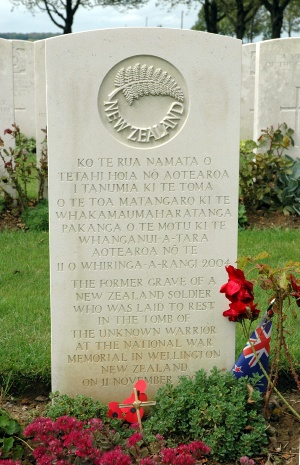 NEW ZEALAND
KO TE RUA NAMATA O
TETAHI HOIA NŌ AOTEAROA
I TANUMIA KI TE TOMA
O TE TOA MATANGARO KI TE
WHAKAMAUMAHARATANGA
PAKANGA O TE MOTU KI TE
WHANGANUI-A-TARA
AOTEAROA NŌ TE
11 O WHIRINGA-A-RANGI 2004
THE FORMER GRAVE OF A
NEW ZEALAND SOLDIER
WHO WAS LAID TO REST
IN THE TOMB OF
THE UNKNOWN WARRIOR
AT THE NATIONAL WAR
MEMORIAL IN WELLINGTON
NEW ZEALAND
ON 11 NOVEMBER